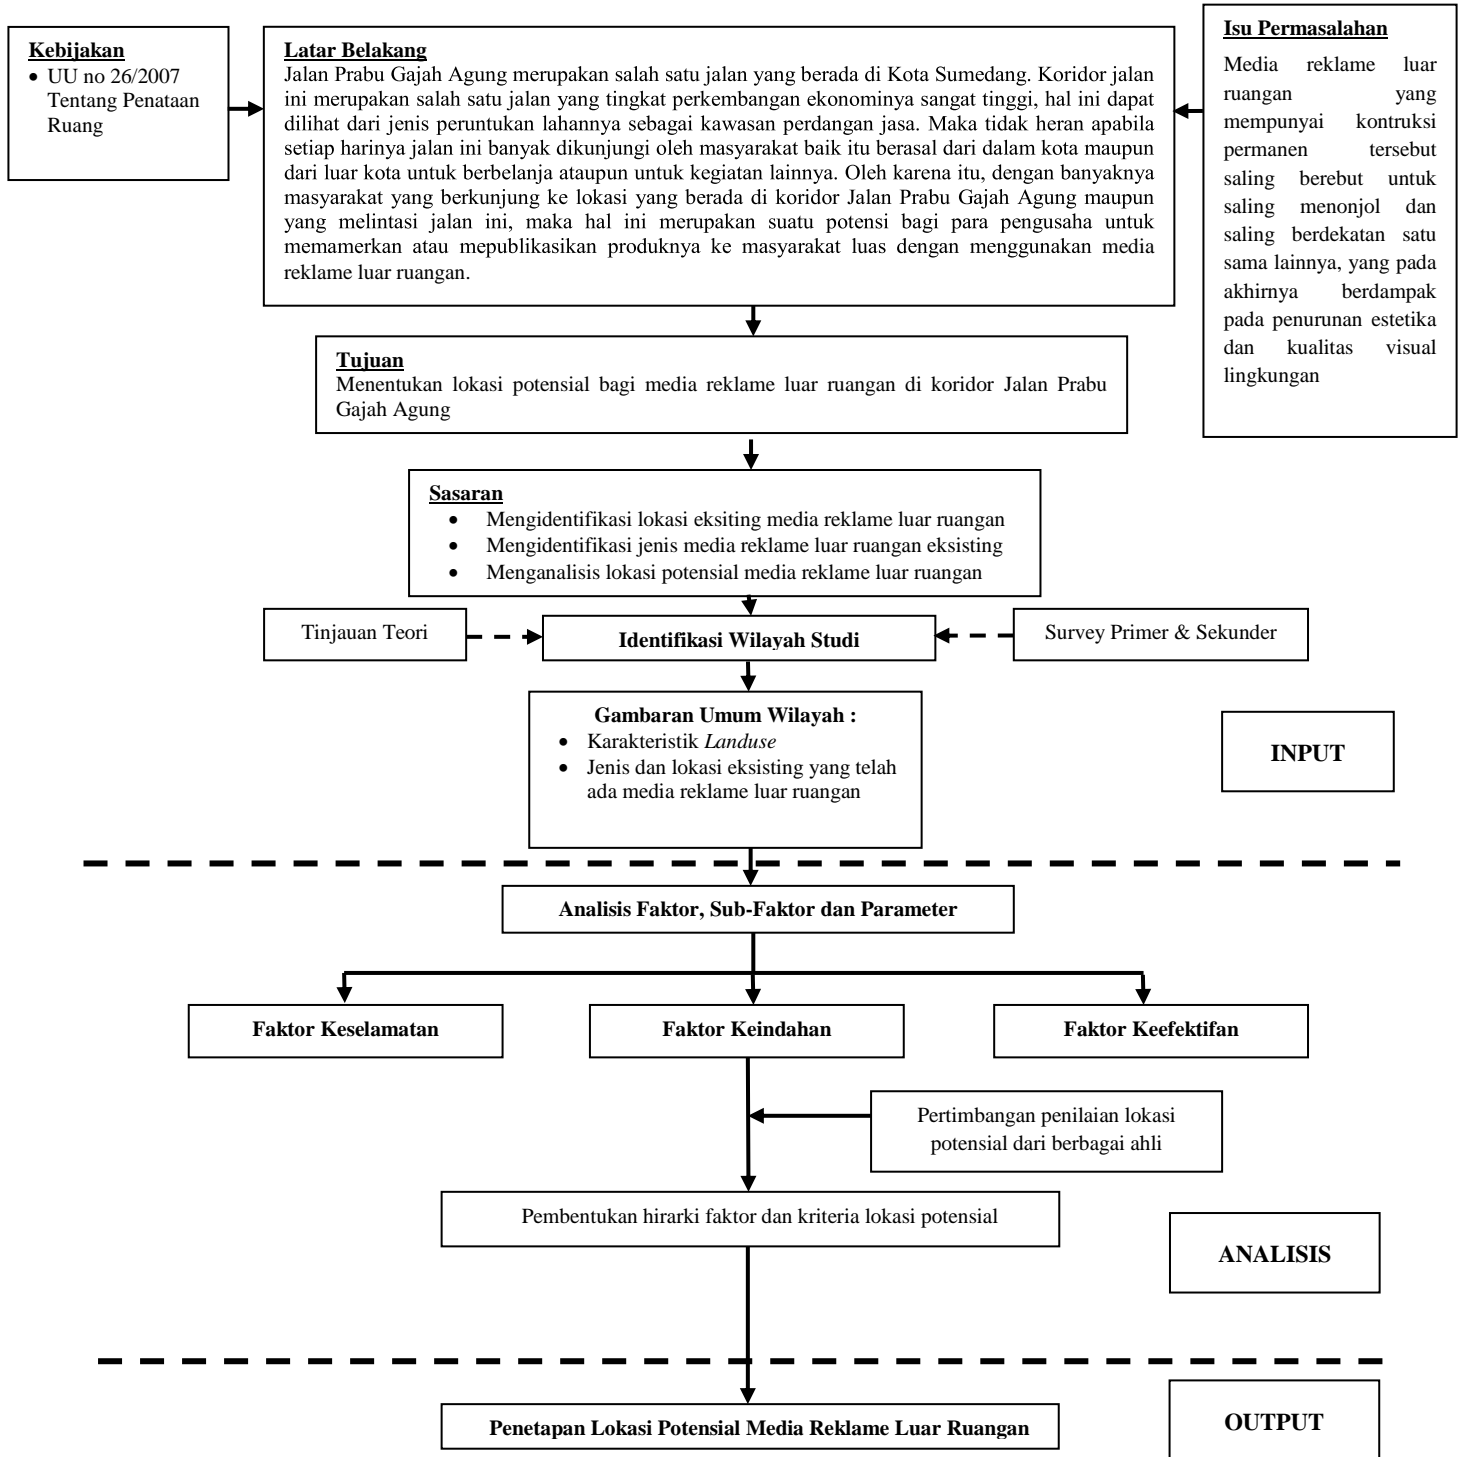 Kebijakan
• UU no 26/2007
Tentang Penataan
Ruang
Latar Belakang
Jalan Prabu Gajah Agung merupakan salah satu jalan yang berada di Kota Sumedang. Koridor jalan
ini merupakan salah satu jalan yang tingkat perkembangan ekonominya sangat tinggi, hal ini dapat
dilihat dari jenis peruntukan lahannya sebagai kawasan perdangan jasa. Maka tidak heran apabila
setiap harinya jalan ini banyak dikunjungi oleh masyarakat baik itu berasal dari dalam kota maupun
dari luar kota untuk berbelanja ataupun untuk kegiatan lainnya. Oleh karena itu, dengan banyaknya
masyarakat yang berkunjung ke lokasi yang berada di koridor Jalan Prabu Gajah Agung maupun
yang melintasi jalan ini, maka hal ini merupakan suatu potensi bagi para pengusaha untuk
memamerkan atau mepublikasikan produknya ke masyarakat luas dengan menggunakan media
reklame luar ruangan.
Isu Permasalahan
Media reklame luar
ruangan yang
mempunyai kontruksi
permanen tersebut
saling berebut untuk
saling menonjol dan
saling berdekatan satu
sama lainnya, yang pada
akhirnya berdampak
pada penurunan estetika
dan kualitas visual
lingkungan
Tujuan
Menentukan lokasi potensial bagi media reklame luar ruangan di koridor Jalan Prabu
Gajah Agung
Sasaran
• Mengidentifikasi lokasi eksiting media reklame luar ruangan
• Mengidentifikasi jenis media reklame luar ruangan eksisting
• Menganalisis lokasi potensial media reklame luar ruangan
Tinjauan Teori
Identifikasi Wilayah Studi
Survey Primer & Sekunder
Gambaran Umum Wilayah :
• Karakteristik Landuse
• Jenis dan lokasi eksisting yang telah
ada media reklame luar ruangan
INPUT
Analisis Faktor, Sub-Faktor dan Parameter
Faktor Keselamatan
Faktor Keindahan
Faktor Keefektifan
Pertimbangan penilaian lokasi
potensial dari berbagai ahli
Pembentukan hirarki faktor dan kriteria lokasi potensial
ANALISIS
Penetapan Lokasi Potensial Media Reklame Luar Ruangan
OUTPUT